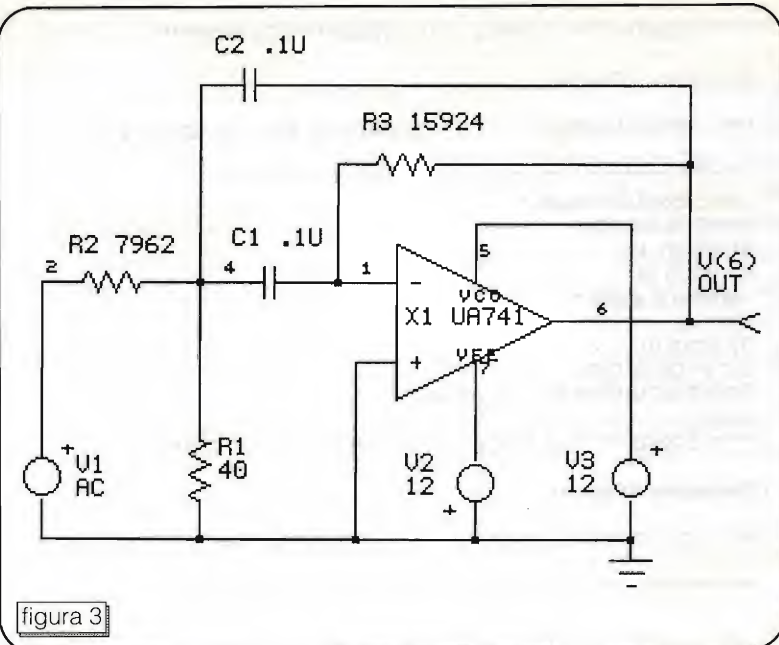 C2 .1U
R3 15924
R2 7962
C1 .1U
2
4
1
5
V(6)
OUT
6
-
VCC
X1 UA741
+
VEE
7
+
V1
AC
R1
40
V2
12
+
V3
12
+
figura 3